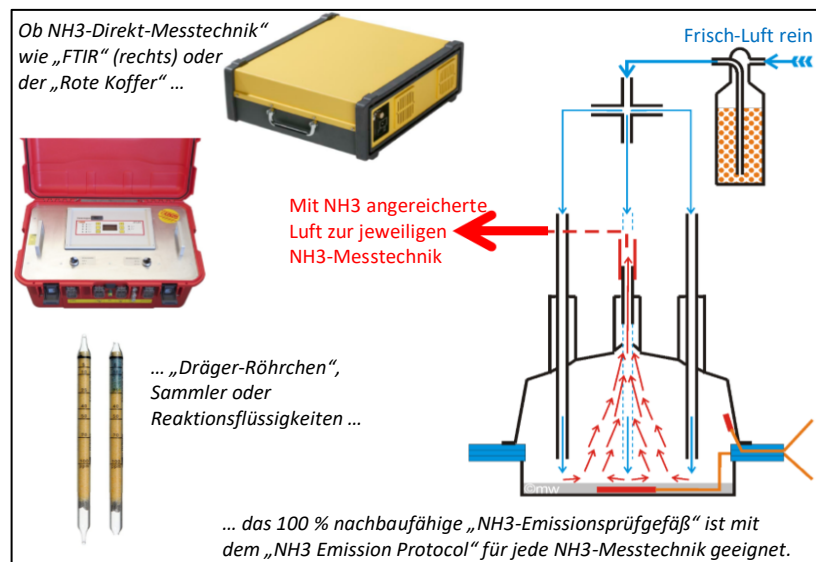 Ob NH3-Direkt-Messtechnik“
wie „FTIR“ (rechts) oder
der „Rote Koffer“ …
Frisch-Luft rein
Mit NH3 angereicherte
Luft zur jeweiligen
NH3-Messtechnik
… „Dräger-Röhrchen“,
Sammler oder
Reaktionsflüssigkeiten …
©mw
… das 100 % nachbaufähige „NH3-Emissionsprüfgefäß“ ist mit
dem „NH3 Emission Protocol“ für jede NH3-Messtechnik geeignet.